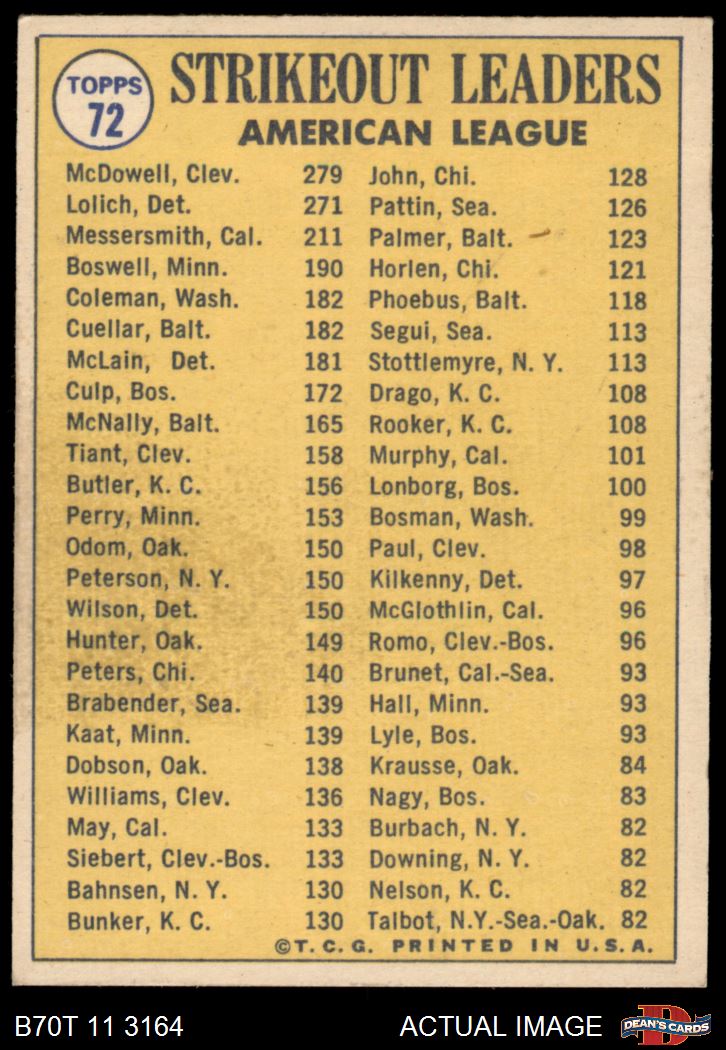 TOPPS
72
STRIKEOUT LEADERS
AMERICAN LEAGUE
McDowell, Clev. 279
Lolich, Det. 271
Messersmith, Cal. 211
Boswell, Minn. 190
Coleman, Wash. 182
Cuellar, Balt. 182
McLain, Det. 181
Culp, Bos. 172
McNally, Balt. 165
Tiant, Clev. 158
Butler, K. C. 156
Perry, Minn. 153
Odom, Oak. 150
Peterson, N. Y. 150
Wilson, Det. 150
Hunter, Oak. 149
Peters, Chi. 140
Brabender, Sea. 139
Kaat, Minn. 139
Dobson, Oak. 138
Williams, Clev. 136
May, Cal. 133
Siebert, Clev.-Bos. 133
Bahnsen, N. Y. 130
Bunker, K. C. 130
John, Chi. 128
Pattin, Sea. 126
Palmer, Balt. 123
Horlen, Chi. 121
Phoebus, Balt. 118
Segui, Sea. 113
Stottlemyre, N. Y. 113
Drago, K. C. 108
Rooker, K. C. 108
Murphy, Cal. 101
Lonborg, Bos. 100
Bosman, Wash. 99
Paul, Clev. 98
Kilkenny, Det. 97
McGlothlin, Cal. 96
Romo, Clev.-Bos. 96
Brunet, Cal.-Sea. 93
Hall, Minn. 93
Lyle, Bos. 93
Krausse, Oak. 84
Nagy, Bos. 83
Burbach, N. Y. 82
Downing, N. Y. 82
Nelson, K. C. 82
Talbot, N.Y.-Sea.-Oak. 82
©T. C. G. PRINTED IN U. S. A.
B70T 11 3164
ACTUAL IMAGE
D
DEAN'S CARDS